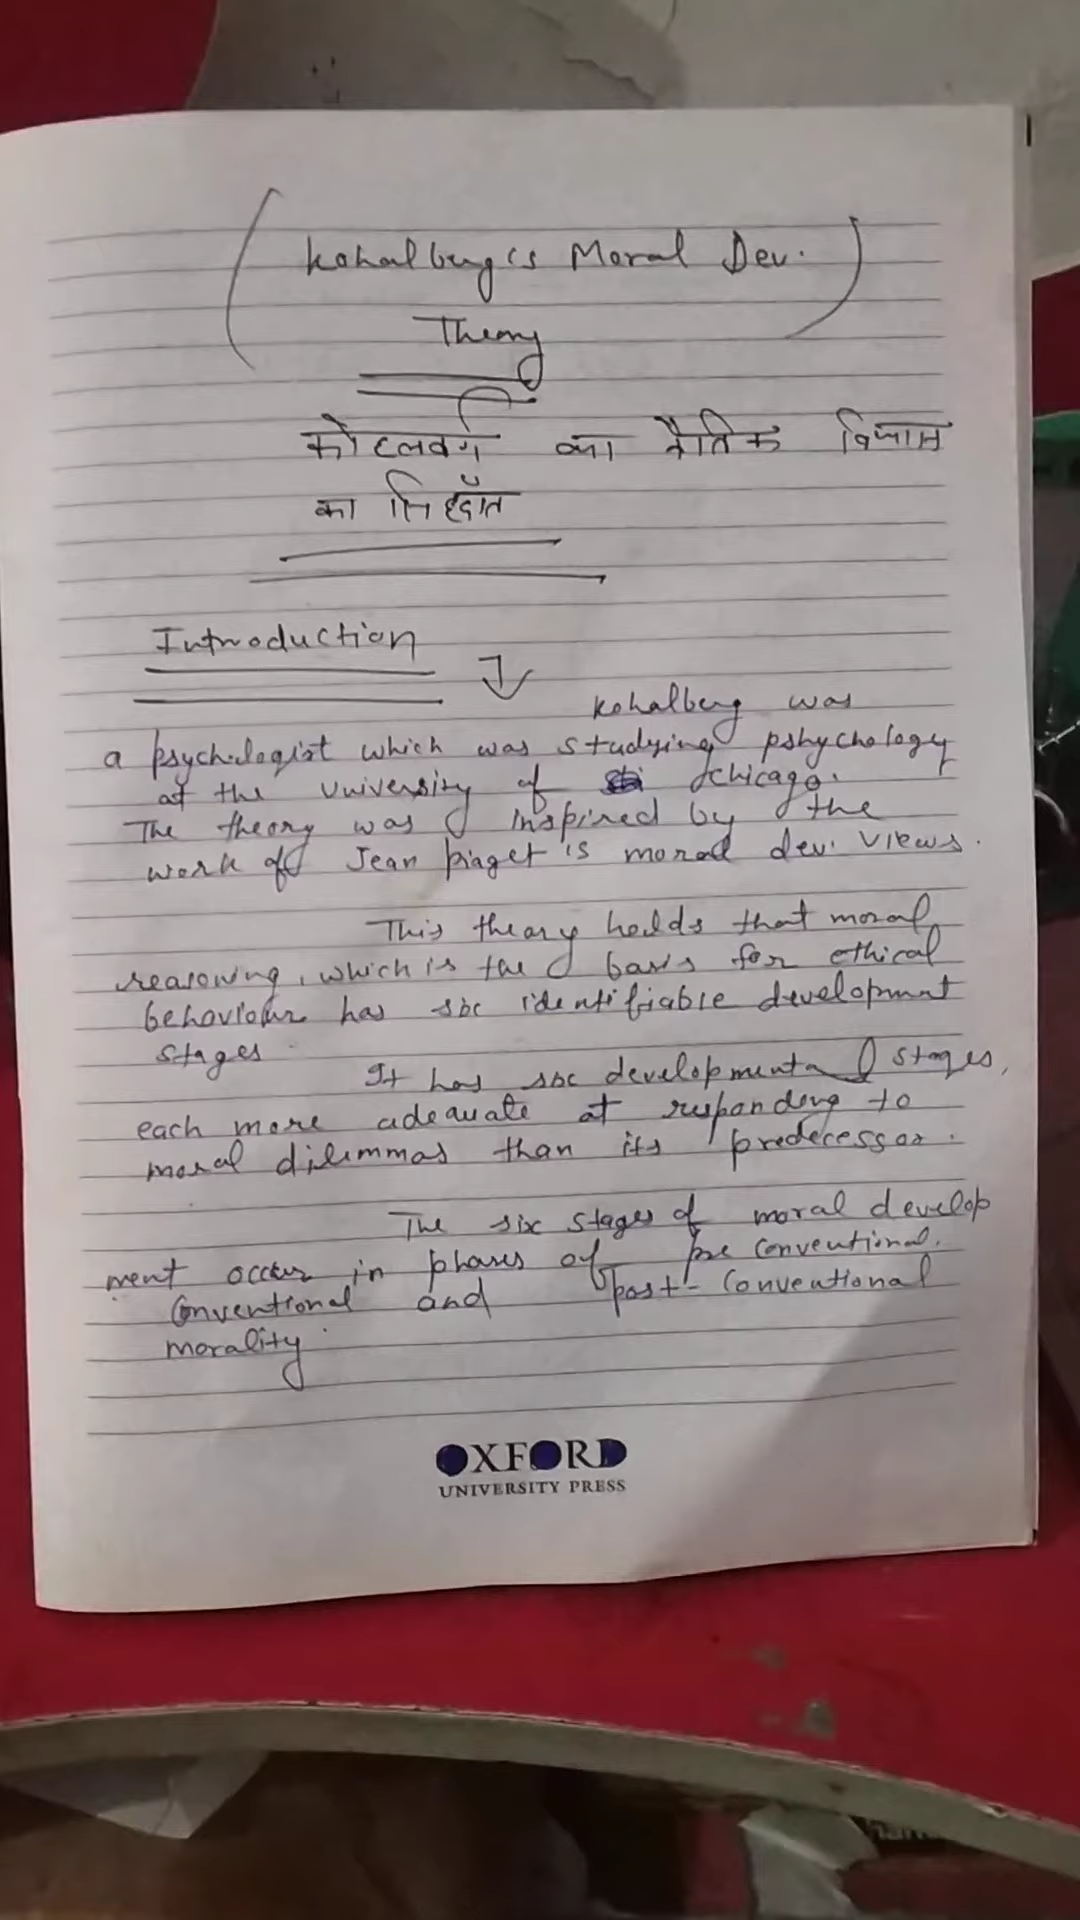 Kohalberg's Moral Dev.
Theory
कोहलबर्ग का नैतिक विकास
का सिद्दाँत
Introduction
Kohalberg was
a psychologist which was studying pshychology
at the University of chicago.
The theory was inspired by the
work of Jean piaget's moral dev. views.
This theory holds that moral
reasoning, which is the basis for ethical
behaviour has six identifiable development
stages.
It has six developmental stages,
each more adequate at responding to
moral dilemmas than its predecessor.
The six stages of moral develop
ment occur in phases of pre conventional.
Conventional and Post-Conventional
morality.
OXFORD
UNIVERSITY PRESS